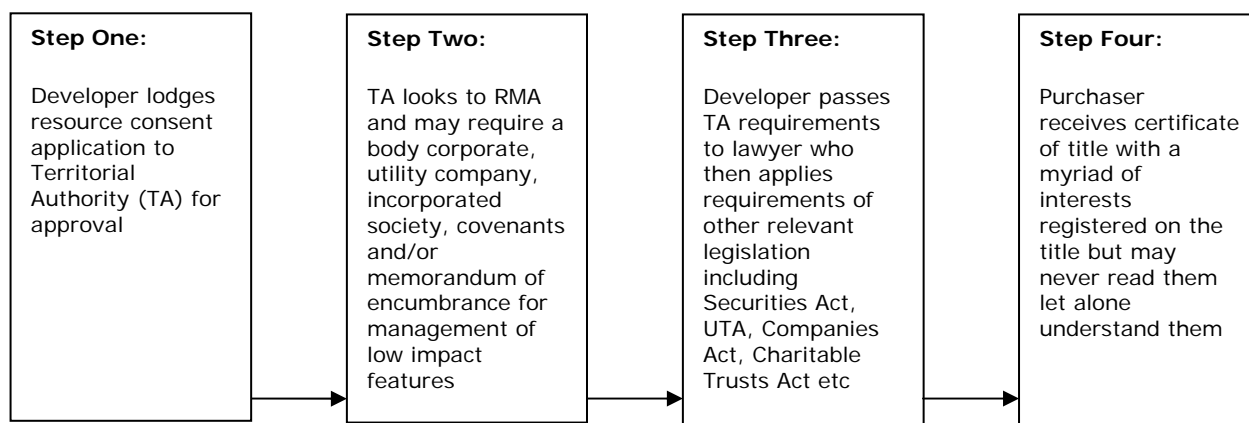 Step One:
Developer lodges
resource consent
application to
Territorial
Authority (TA) for
approval
Step Two:
TA looks to RMA
and may require a
body corporate,
utility company,
incorporated
society, covenants
and/or
memorandum of
encumbrance for
management of
low impact
features
Step Three:
Developer passes
TA requirements
to lawyer who
then applies
requirements of
other relevant
legislation
including
Securities Act,
UTA, Companies
Act, Charitable
Trusts Act etc
Step Four:
Purchaser
receives certificate
of title with a
myriad of
interests
registered on the
title but may
never read them
let alone
understand them